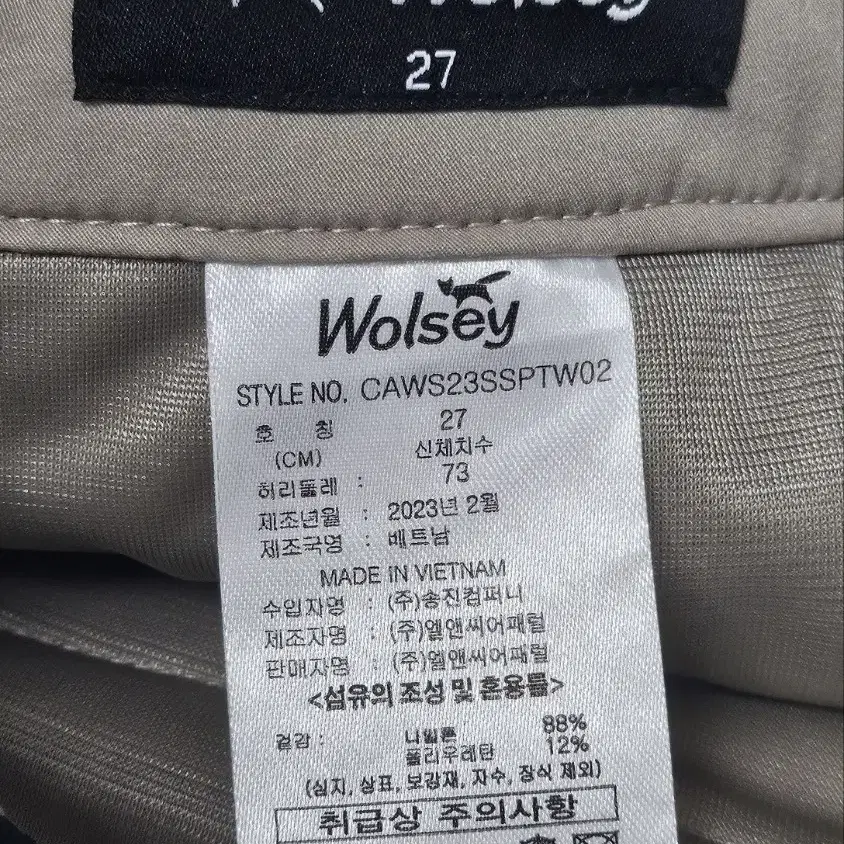 Wolsey
27
Wolsey
STYLE NO. CAWS23SSPTW02
호 칭 27
(CM) 신체치수
허리둘레 : 73
제조년월 : 2023년 2월
제조국명 : 베트남
MADE IN VIETNAM
수입자명 : (주)송진컴퍼니
제조자명 : (주)엘앤씨어패럴
판매자명 : (주)엘앤씨어패럴
<섬유의 조성 및 혼용률>
겉감 : 나일론 88%
폴리우레탄 12%
(심지, 상표, 보강재, 자수, 장식 제외)
취급상 주의사항